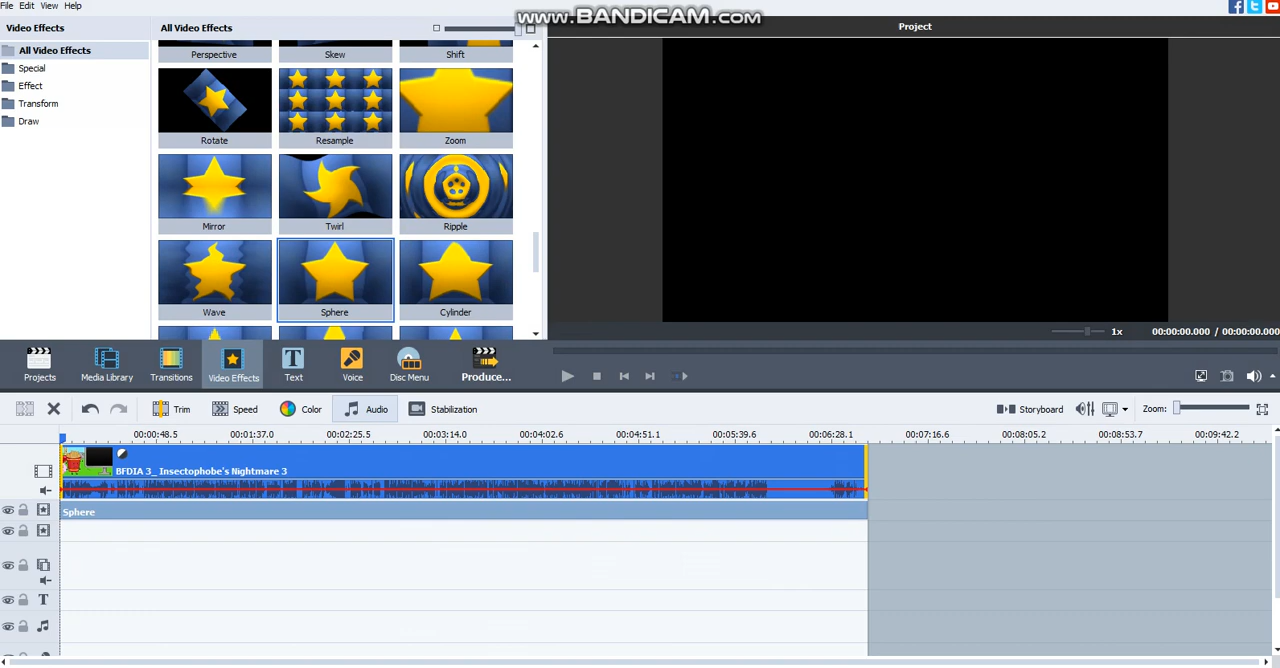 File Edit View Help
www.BANDICAM.com
Video Effects
All Video Effects
Project
All Video Effects
Special
Effect
Transform
Draw
Perspective Skew Shift
Rotate Resample Zoom
Mirror Twirl Ripple
Wave Sphere Cylinder
1x 00:00:00.000 / 00:00:00.000
Projects Media Library Transitions Video Effects Text Voice Disc Menu Produce...
Trim Speed Color Audio Stabilization Storyboard Zoom:
00:00:48.5 00:01:37.0 00:02:25.5 00:03:14.0 00:04:02.6 00:04:51.1 00:05:39.6 00:06:28.1 00:07:16.6 00:08:05.2 00:08:53.7 00:09:42.2
BFDIA 3_ Insectophobe's Nightmare 3
Sphere